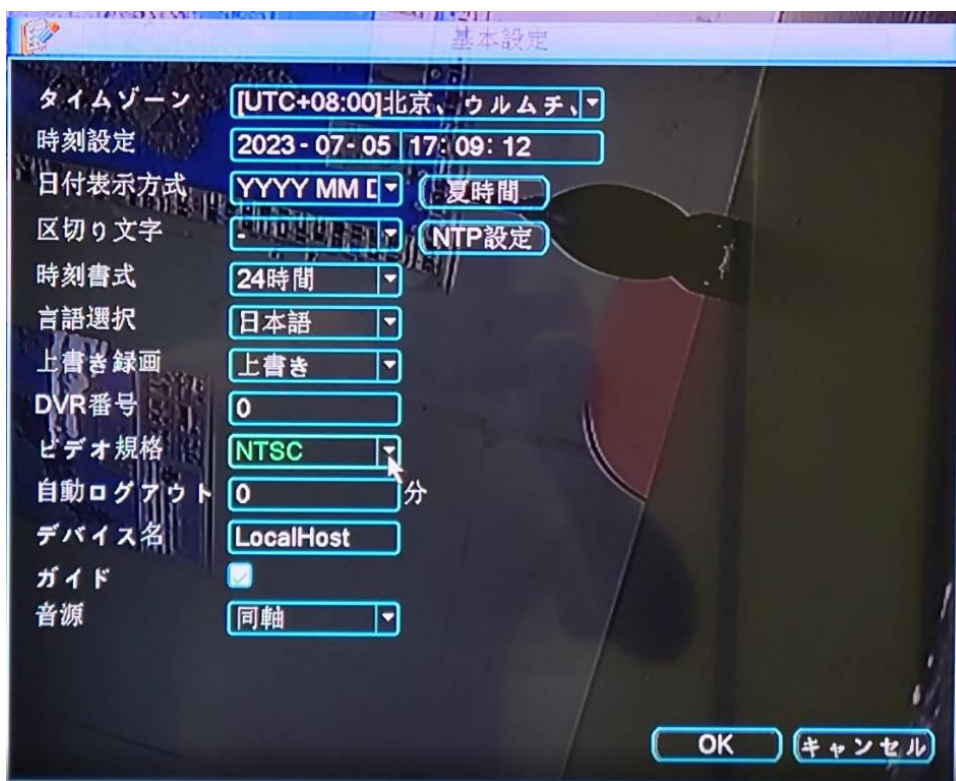 基本設定
タイムゾーン [UTC+08:00]北京、ウルムチ、
時刻設定 2023-07-05 17:09:12
日付表示方式 YYYY MM D 夏時間
区切り文字 - NTP設定
時刻書式 24時間
言語選択 日本語
上書き録画 上書き
DVR番号 0
ビデオ規格 NTSC
自動ログアウト 0 分
デバイス名 LocalHost
ガイド
音源 同軸
OK キャンセル